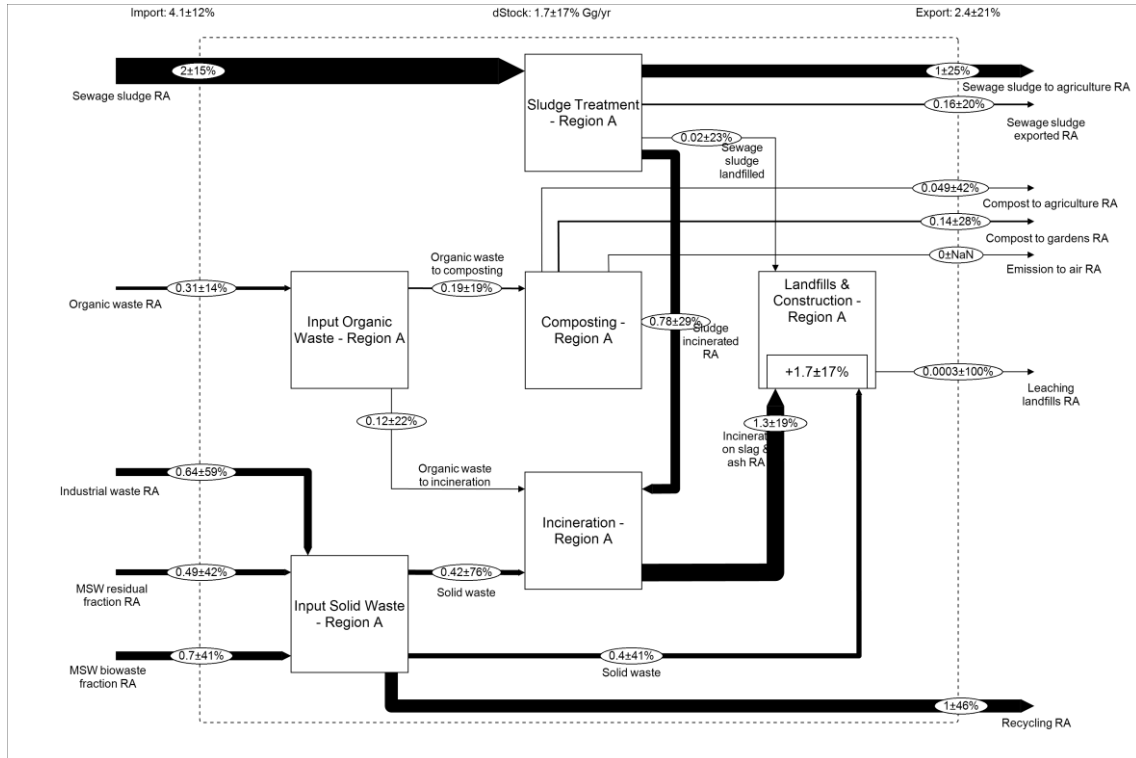 Import: 4.1±12%
dStock: 1.7±17% Gg/yr
Export: 2.4±21%
2±15%
Sewage sludge RA
Sludge Treatment
- Region A
1±25%
Sewage sludge to agriculture RA
0.16±20%
Sewage sludge
exported RA
0.02±23%
Sewage
sludge
landfilled
0.049±42%
Compost to agriculture RA
0.14±28%
Compost to gardens RA
0±NaN
Emission to air RA
Organic waste
to composting
0.31±14%
Organic waste RA
Input Organic
Waste - Region A
0.19±19%
Composting -
Region A
0.78±29%
Sludge
incinerated
RA
Landfills &
Construction -
Region A
+1.7±17%
0.0003±100%
Leaching
landfills RA
0.12±22%
Organic waste
to incineration
1.3±19%
Incinerati
on slag &
ash RA
0.64±59%
Industrial waste RA
Incineration -
Region A
0.49±42%
MSW residual
fraction RA
Input Solid Waste
- Region A
0.42±76%
Solid waste
0.7±41%
MSW biowaste
fraction RA
0.4±41%
Solid waste
1±46%
Recycling RA